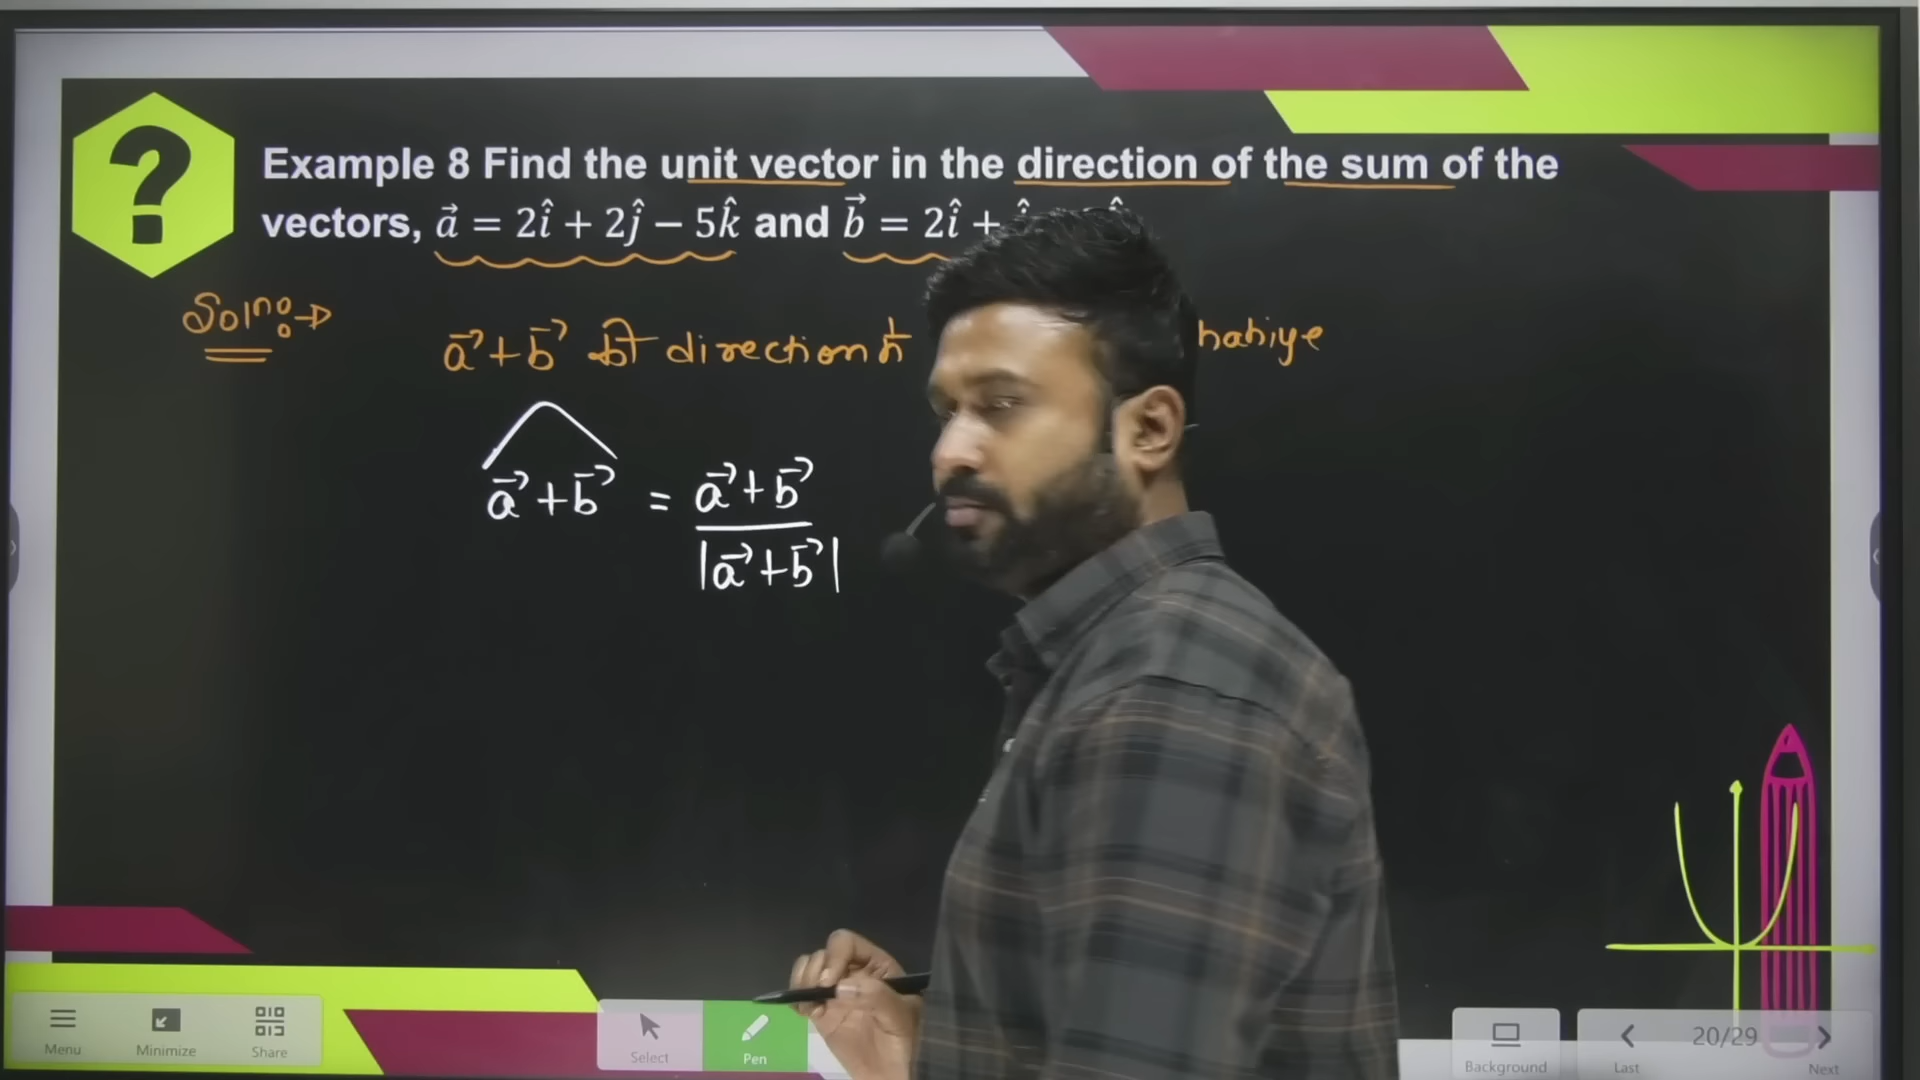 ?
Example 8 Find the unit vector in the direction of the sum of the
vectors, a⃗ = 2î + 2ĵ − 5k̂ and b⃗ = 2î +
Soln:→
a⃗ + b⃗ की direction में hahiye
a⃗ + b⃗ = a⃗ + b⃗
|a⃗ + b⃗|
Menu
Minimize
Share
Select
Pen
Background
Last
20/29
Next